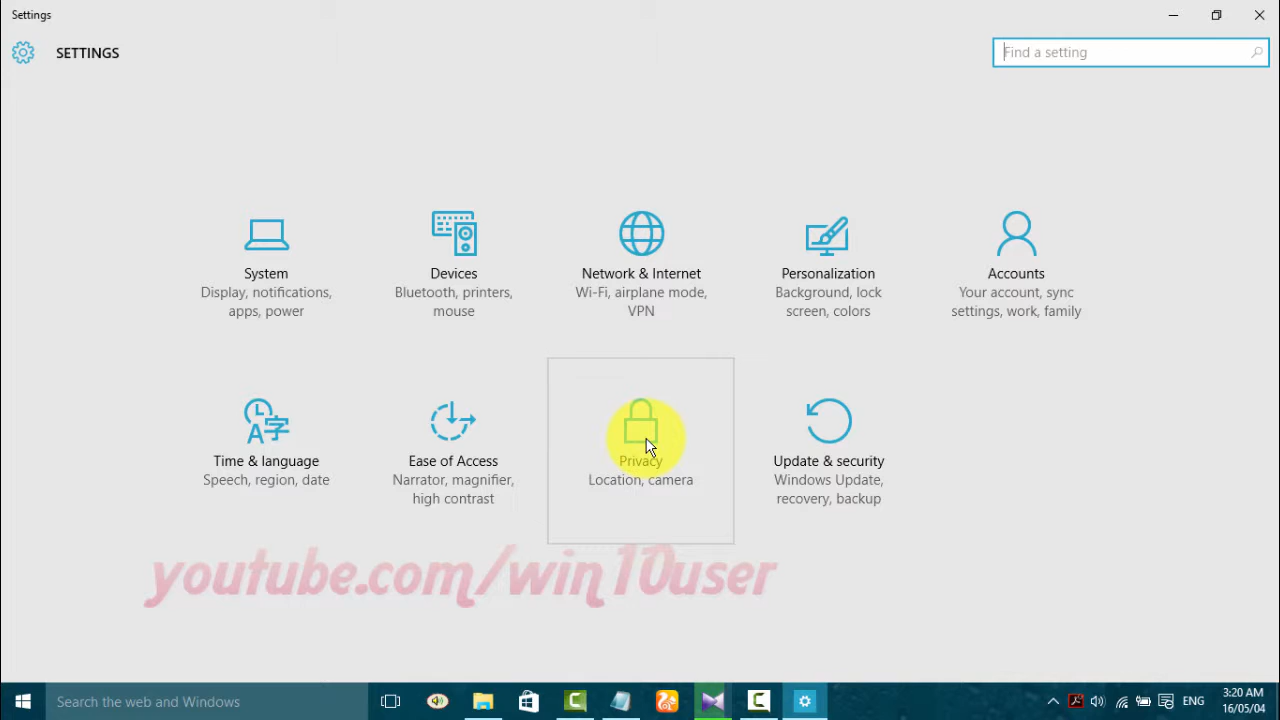 Settings
SETTINGS
Find a setting
System
Display, notifications,
apps, power
Devices
Bluetooth, printers,
mouse
Network & Internet
Wi-Fi, airplane mode,
VPN
Personalization
Background, lock
screen, colors
Accounts
Your account, sync
settings, work, family
Time & language
Speech, region, date
Ease of Access
Narrator, magnifier,
high contrast
Privacy
Location, camera
Update & security
Windows Update,
recovery, backup
youtube.com/win10user
Search the web and Windows
ENG
3:20 AM
16/05/04